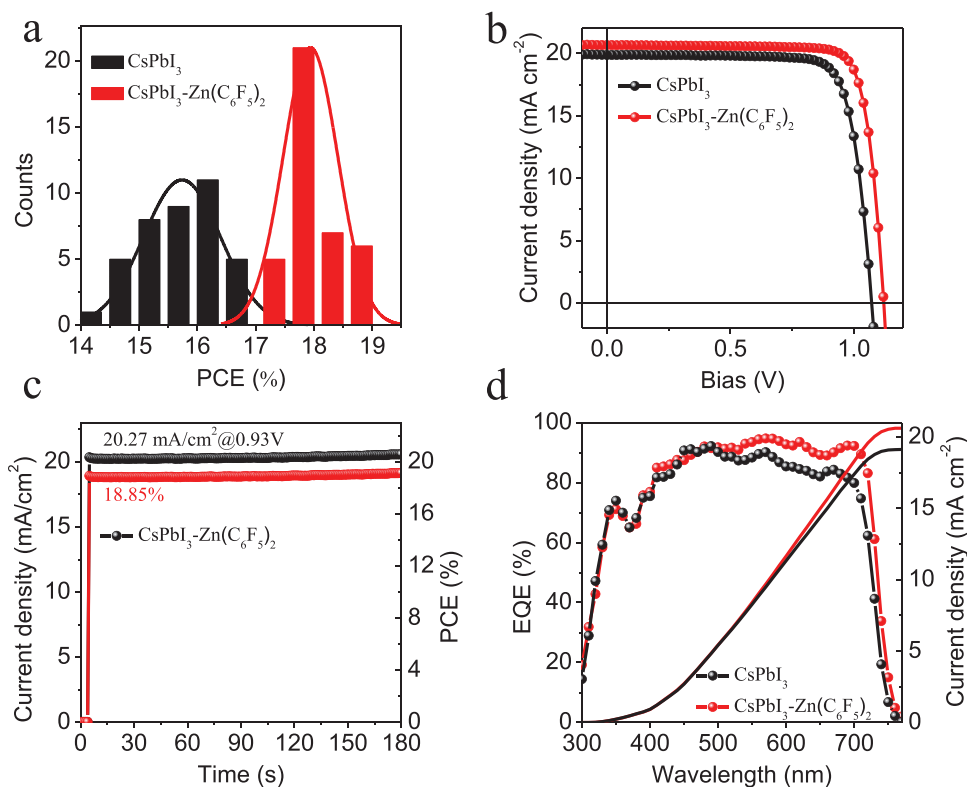 a
CsPbI₃
CsPbI₃-Zn(C₆F₅)₂
Counts
20
15
10
5
0
14 15 16 17 18 19
PCE (%)
b
CsPbI₃
CsPbI₃-Zn(C₆F₅)₂
Current density (mA cm⁻²)
20
15
10
5
0
0.0 0.5 1.0
Bias (V)
c
20.27 mA/cm²@0.93V
18.85%
CsPbI₃-Zn(C₆F₅)₂
Current density (mA/cm²)
25
20
15
10
5
0
PCE (%)
20
16
12
8
4
0
0 30 60 90 120 150 180
Time (s)
d
EQE (%)
100
80
60
40
20
0
CsPbI₃
CsPbI₃-Zn(C₆F₅)₂
Current density (mA/cm²)
20
15
10
5
0
300 400 500 600 700
Wavelength (nm)